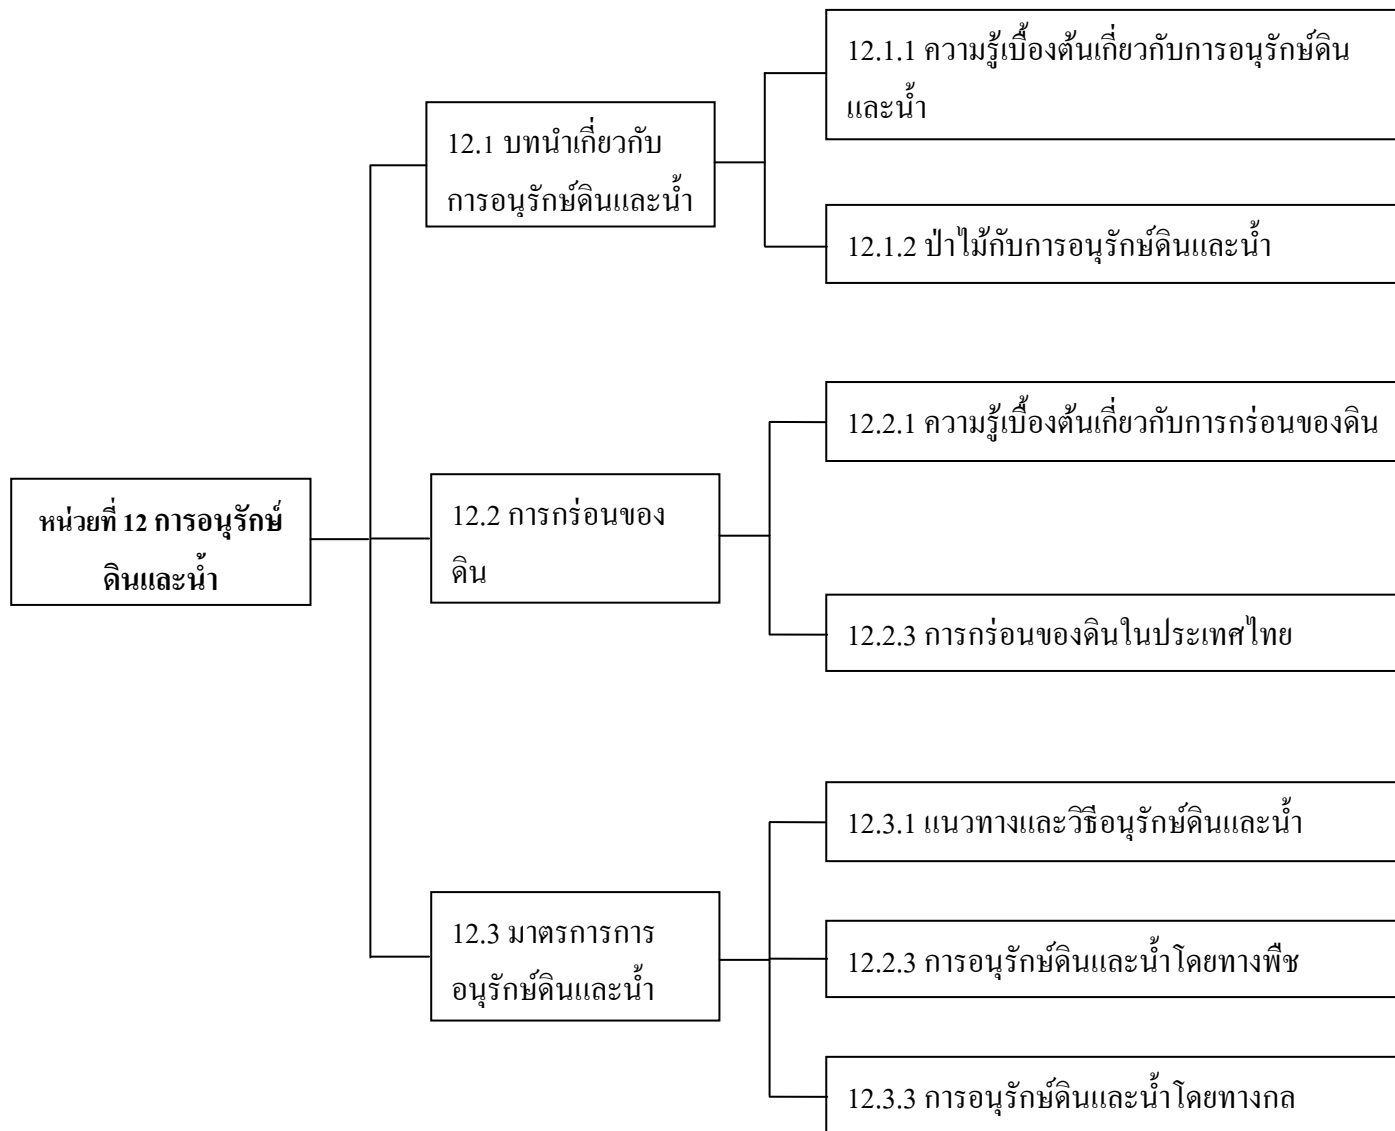 หน่วยที่ 12 การอนุรักษ์
ดินและน้ำ
12.1 บทนำเกี่ยวกับ
การอนุรักษ์ดินและน้ำ
12.1.1 ความรู้เบื้องต้นเกี่ยวกับการอนุรักษ์ดิน
และน้ำ
12.1.2 ป่าไม้กับการอนุรักษ์ดินและน้ำ
12.2 การกร่อนของ
ดิน
12.2.1 ความรู้เบื้องต้นเกี่ยวกับการกร่อนของดิน
12.2.3 การกร่อนของดินในประเทศไทย
12.3 มาตรการการ
อนุรักษ์ดินและน้ำ
12.3.1 แนวทางและวิธีอนุรักษ์ดินและน้ำ
12.2.3 การอนุรักษ์ดินและน้ำโดยทางพืช
12.3.3 การอนุรักษ์ดินและน้ำโดยทางกล